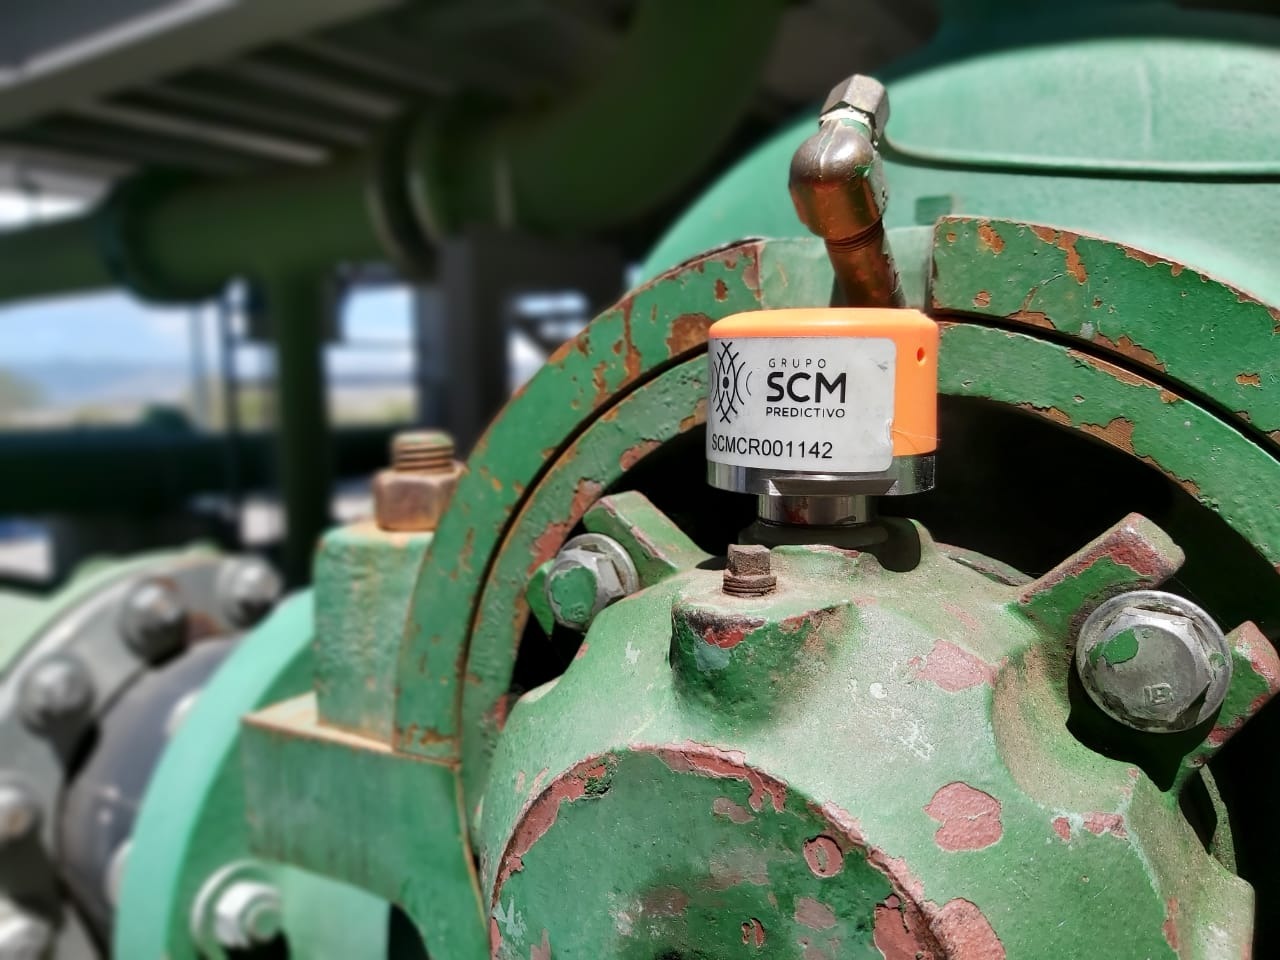 GRUPO
SCM
PREDICTIVO
SCMCR001142